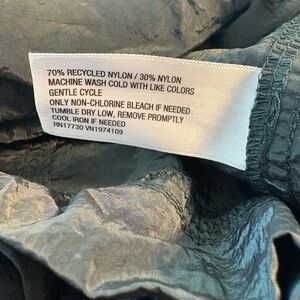 70% RECYCLED NYLON / 30% NYLON
MACHINE WASH COLD WITH LIKE COLORS
GENTLE CYCLE
ONLY NON-CHLORINE BLEACH IF NEEDED
TUMBLE DRY LOW, REMOVE PROMPTLY
COOL IRON IF NEEDED
RN17730 VN1974109